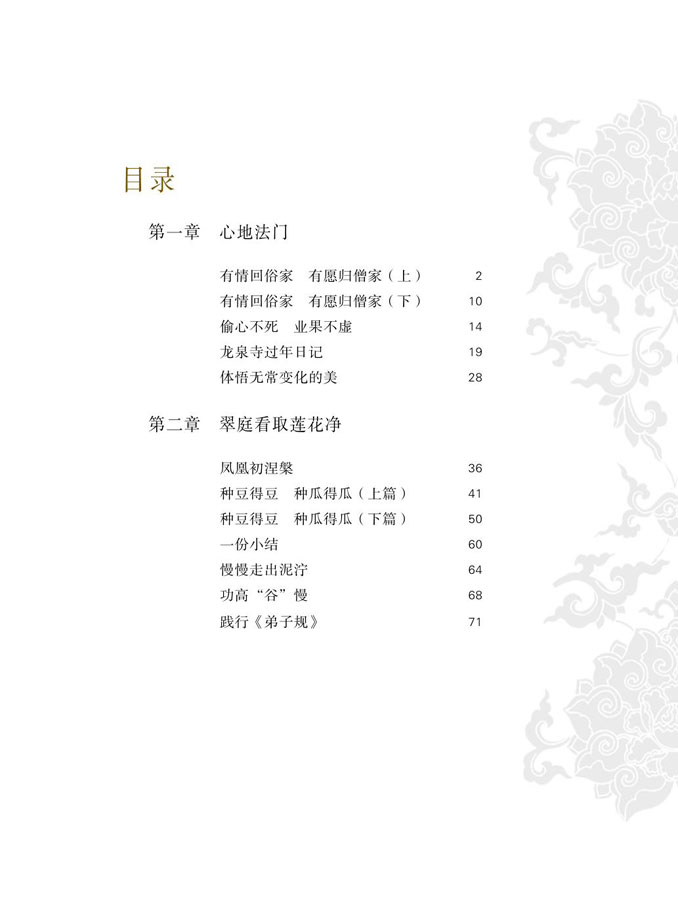 目录
第一章 心地法门
有情回俗家 有愿归僧家（上） 2
有情回俗家 有愿归僧家（下） 10
偷心不死 业果不虚 14
龙泉寺过年日记 19
体悟无常变化的美 28
第二章 翠庭看取莲花净
凤凰初涅槃 36
种豆得豆 种瓜得瓜（上篇） 41
种豆得豆 种瓜得瓜（下篇） 50
一份小结 60
慢慢走出泥泞 64
功高“谷”慢 68
践行《弟子规》 71